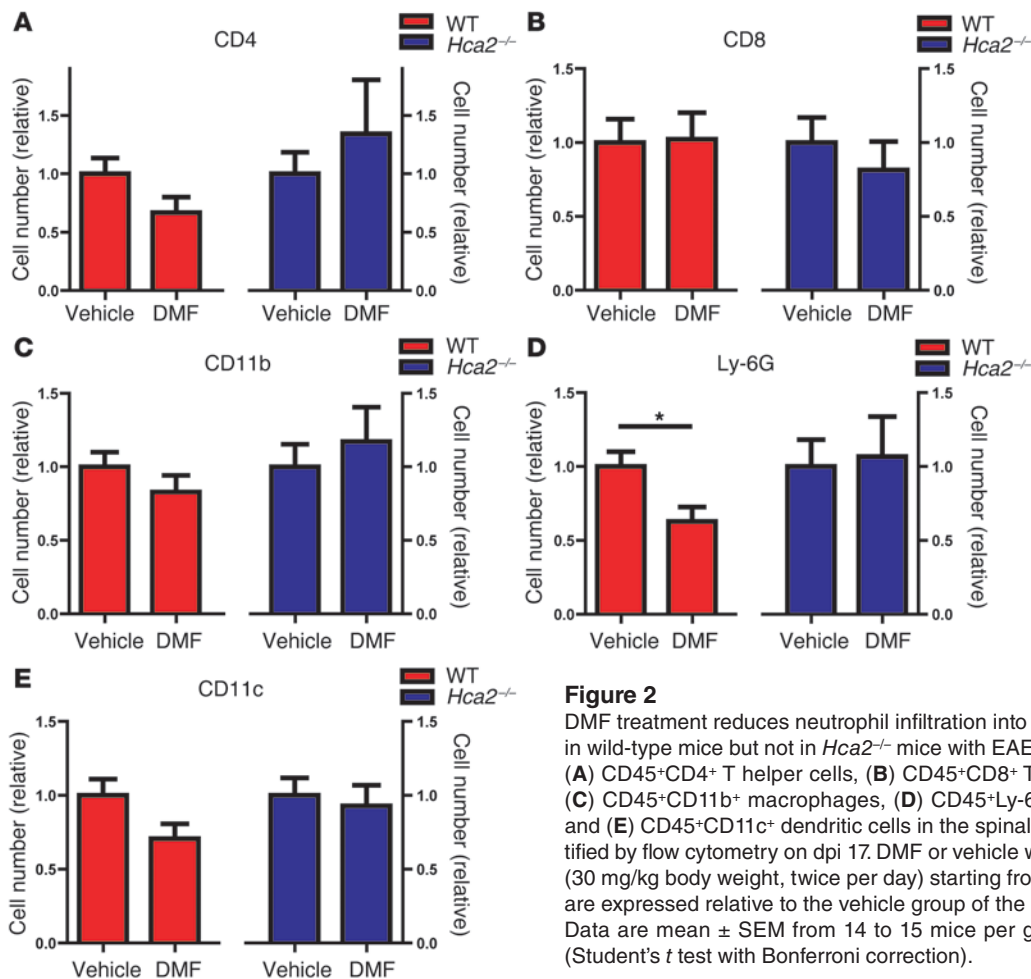 A
CD4
WT
Hca2–/–
Cell number (relative)
1.5
1.0
0.5
0.0
Vehicle DMF
Vehicle DMF
1.5
1.0
0.5
0.0
Cell number (relative)
B
CD8
WT
Hca2–/–
Cell number (relative)
1.5
1.0
0.5
0.0
Vehicle DMF
Vehicle DMF
1.5
1.0
0.5
0.0
Cell number (relative)
C
CD11b
WT
Hca2–/–
Cell number (relative)
1.5
1.0
0.5
0.0
Vehicle DMF
Vehicle DMF
1.5
1.0
0.5
0.0
Cell number (relative)
D
Ly-6G
WT
Hca2–/–
Cell number (relative)
1.5
1.0
0.5
0.0
*
Vehicle DMF
Vehicle DMF
1.5
1.0
0.5
0.0
Cell number (relative)
E
CD11c
WT
Hca2–/–
Cell number (relative)
1.5
1.0
0.5
0.0
Vehicle DMF
Vehicle DMF
1.5
1.0
0.5
0.0
Cell number (relative)
Figure 2
DMF treatment reduces neutrophil infiltration into
in wild-type mice but not in Hca2–/– mice with EAE
(A) CD45+CD4+ T helper cells, (B) CD45+CD8+ T
(C) CD45+CD11b+ macrophages, (D) CD45+Ly-6
and (E) CD45+CD11c+ dendritic cells in the spinal
tified by flow cytometry on dpi 17. DMF or vehicle w
(30 mg/kg body weight, twice per day) starting fro
are expressed relative to the vehicle group of the
Data are mean ± SEM from 14 to 15 mice per g
(Student's t test with Bonferroni correction).